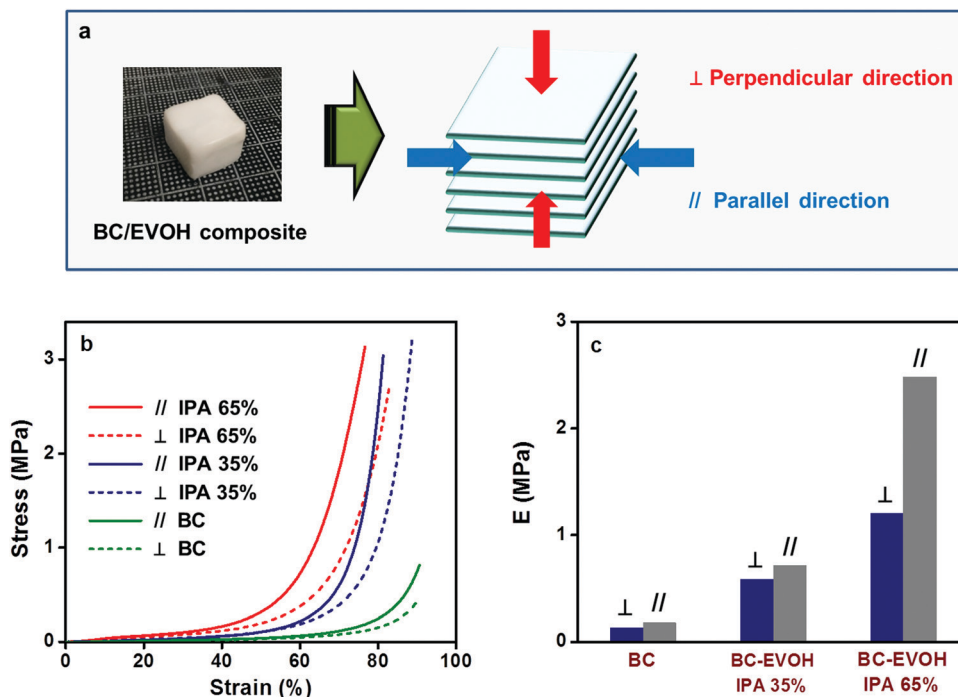 a
⊥ Perpendicular direction
// Parallel direction
BC/EVOH composite
b
3
2
1
0
0 20 40 60 80 100
Stress (MPa)
Strain (%)
// IPA 65%
⊥ IPA 65%
// IPA 35%
⊥ IPA 35%
// BC
⊥ BC
c
3
2
1
0
E (MPa)
⊥ //
⊥ //
⊥ //
BC
BC-EVOH
IPA 35%
BC-EVOH
IPA 65%